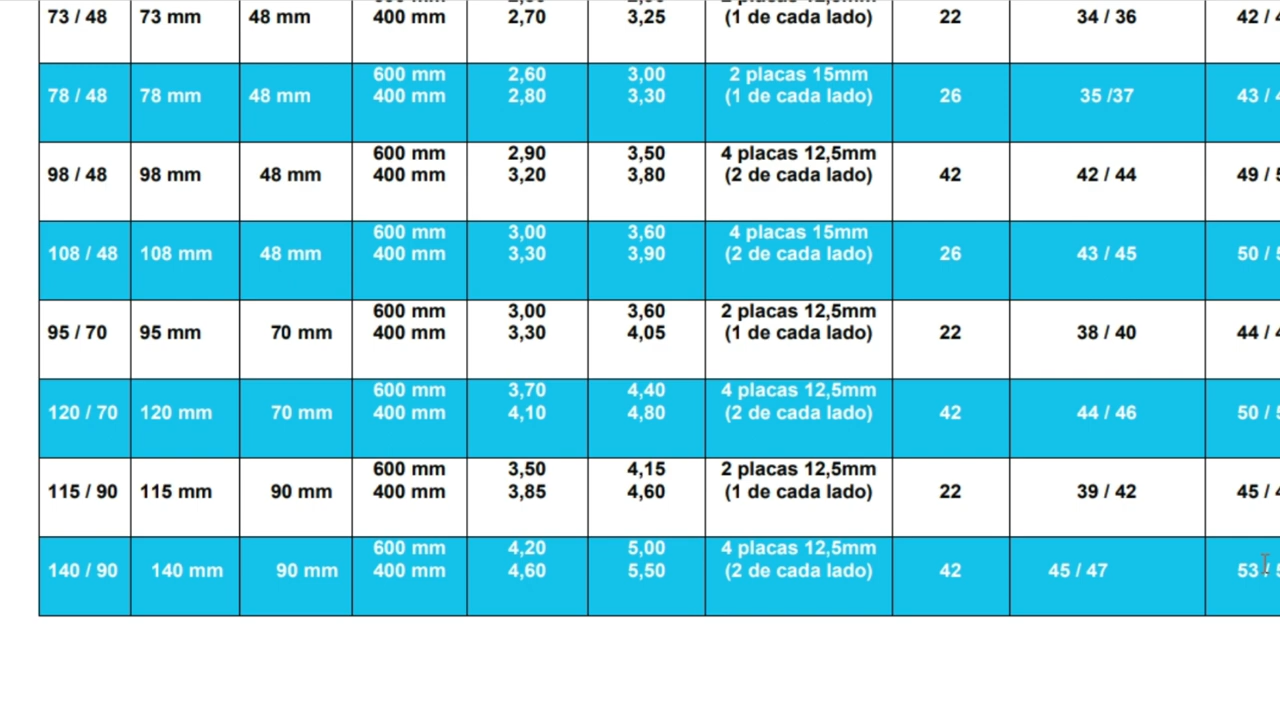 73 / 48 73 mm 48 mm 400 mm 2,70 3,25 (1 de cada lado) 22 34 / 36 42 /
600 mm 2,60 3,00 2 placas 15mm
78 / 48 78 mm 48 mm 400 mm 2,80 3,30 (1 de cada lado) 26 35 /37 43 /
600 mm 2,90 3,50 4 placas 12,5mm
98 / 48 98 mm 48 mm 400 mm 3,20 3,80 (2 de cada lado) 42 42 / 44 49 /
600 mm 3,00 3,60 4 placas 15mm
108 / 48 108 mm 48 mm 400 mm 3,30 3,90 (2 de cada lado) 26 43 / 45 50 /
600 mm 3,00 3,60 2 placas 12,5mm
95 / 70 95 mm 70 mm 400 mm 3,30 4,05 (1 de cada lado) 22 38 / 40 44 /
600 mm 3,70 4,40 4 placas 12,5mm
120 / 70 120 mm 70 mm 400 mm 4,10 4,80 (2 de cada lado) 42 44 / 46 50 /
600 mm 3,50 4,15 2 placas 12,5mm
115 / 90 115 mm 90 mm 400 mm 3,85 4,60 (1 de cada lado) 22 39 / 42 45 /
600 mm 4,20 5,00 4 placas 12,5mm
140 / 90 140 mm 90 mm 400 mm 4,60 5,50 (2 de cada lado) 42 45 / 47 53 /